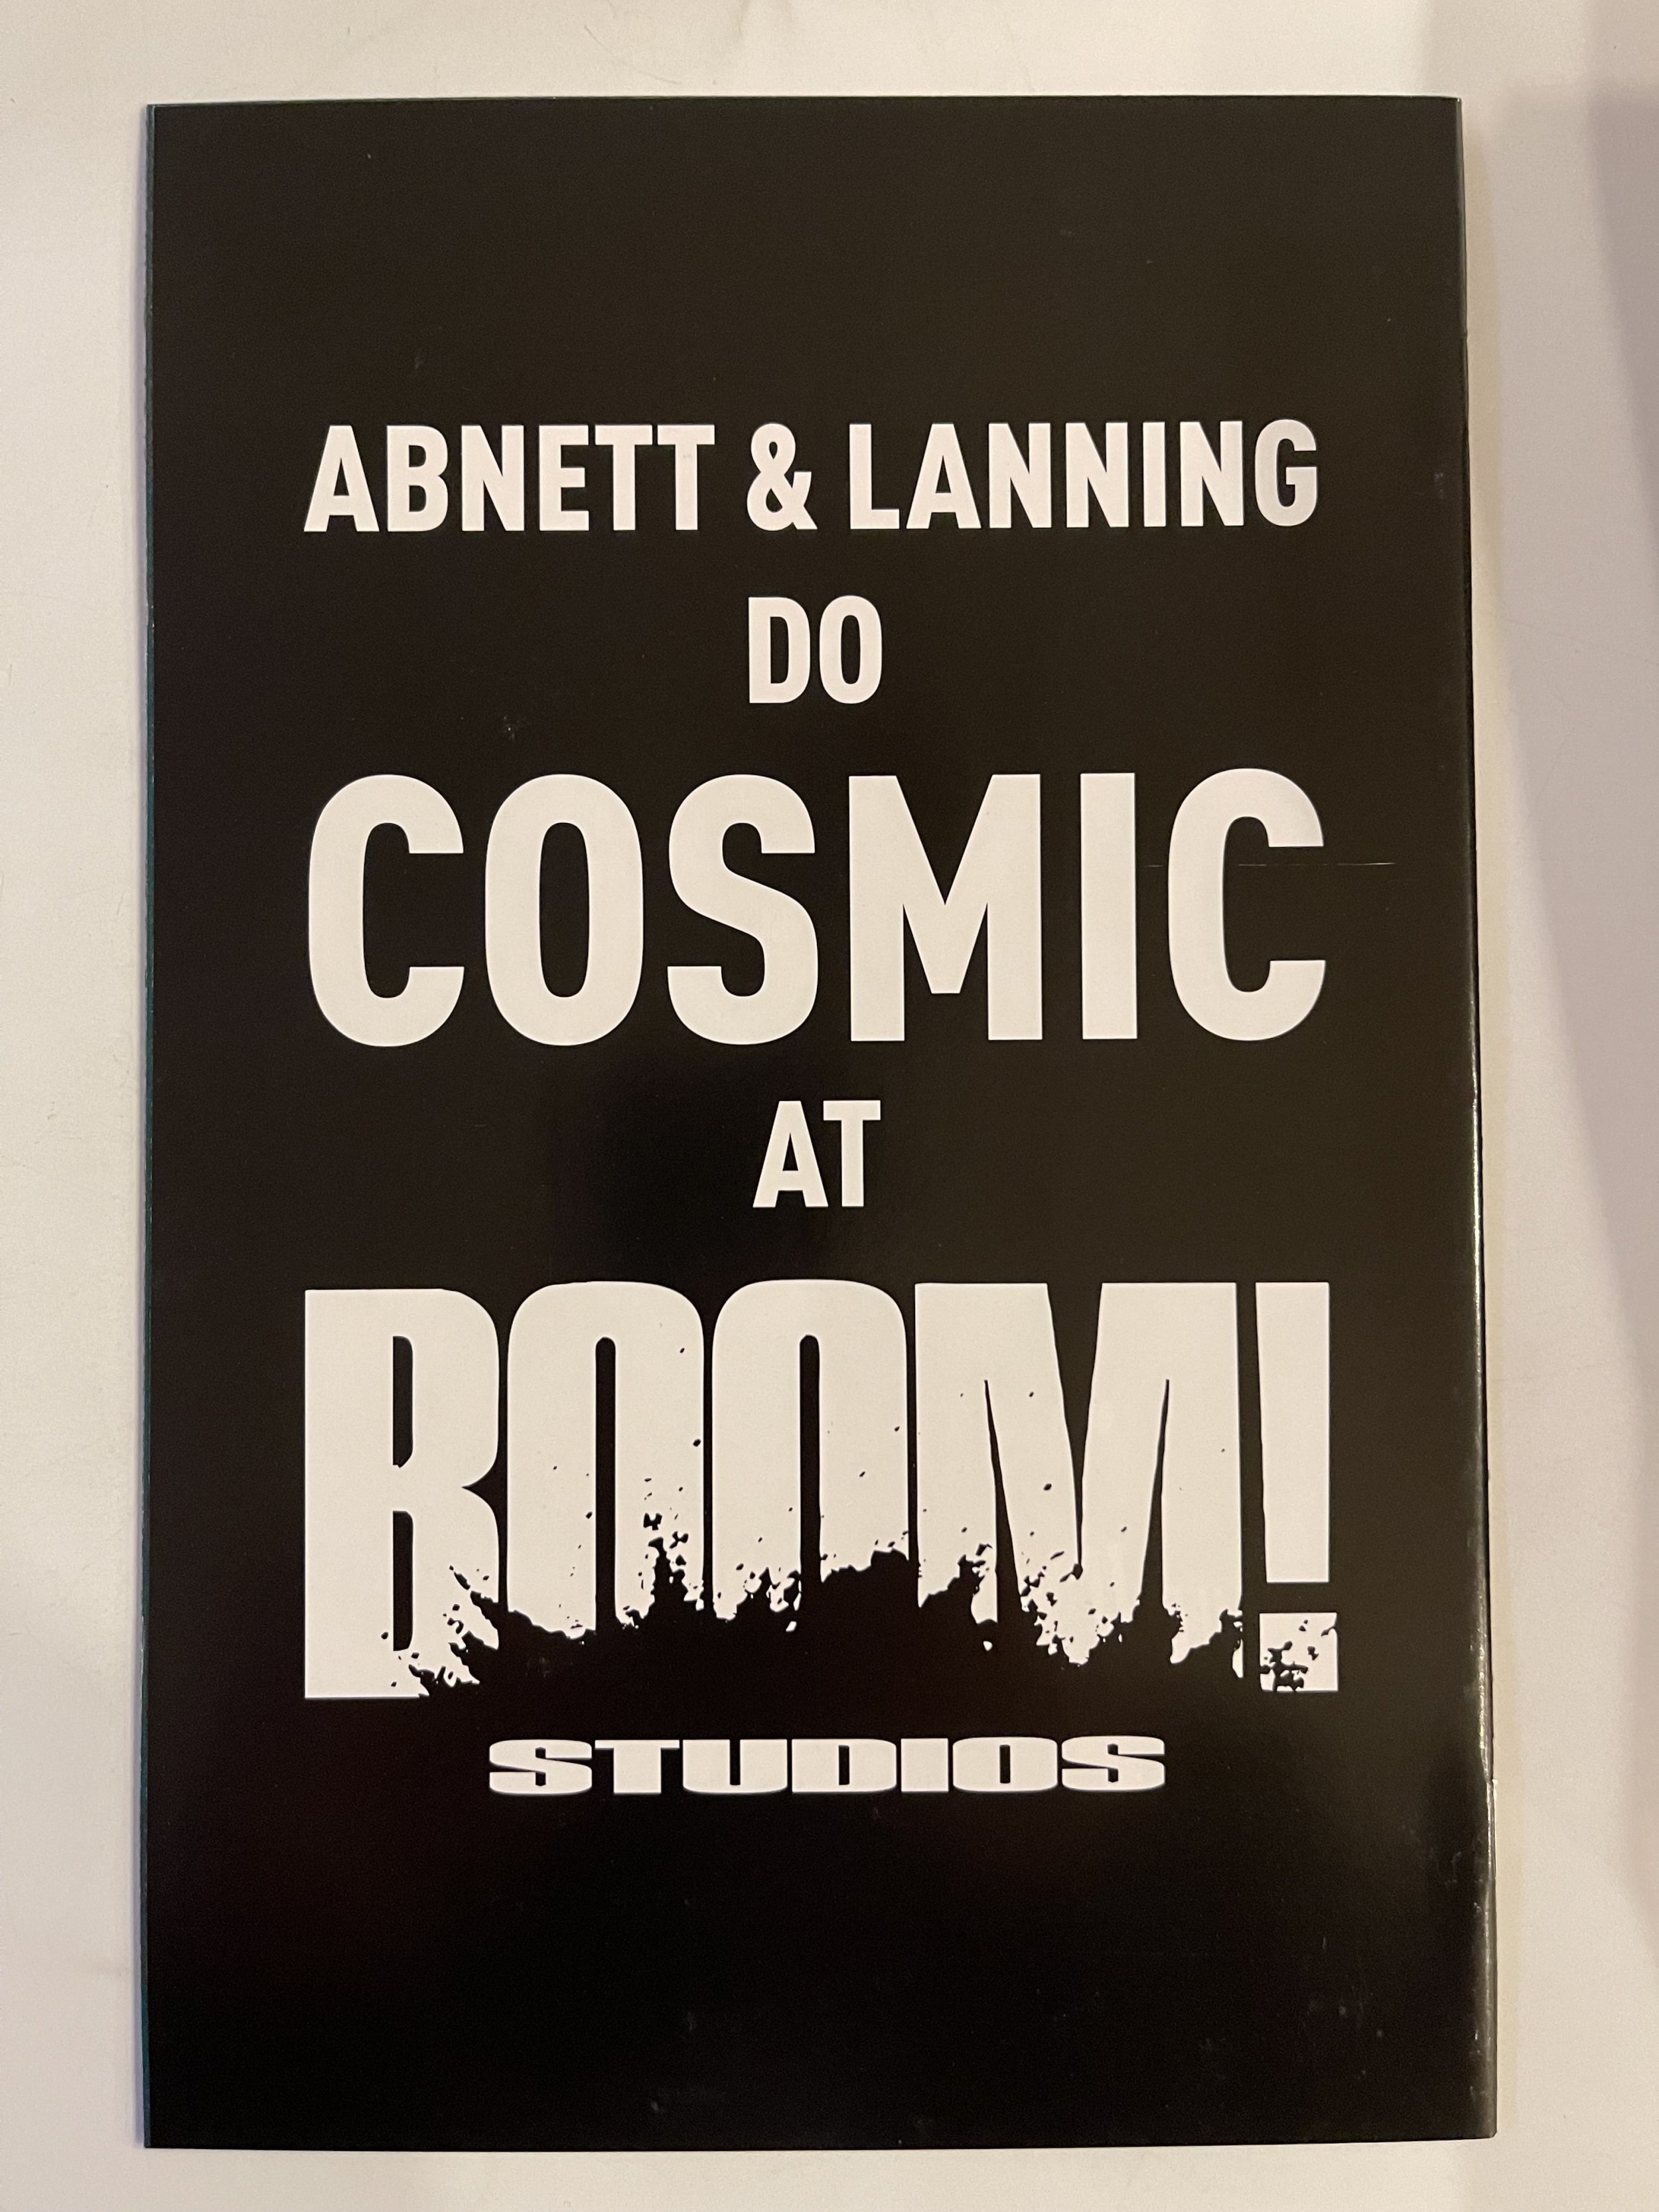 ABNETT & LANNING
DO
COSMIC
AT
BOOM!
STUDIOS